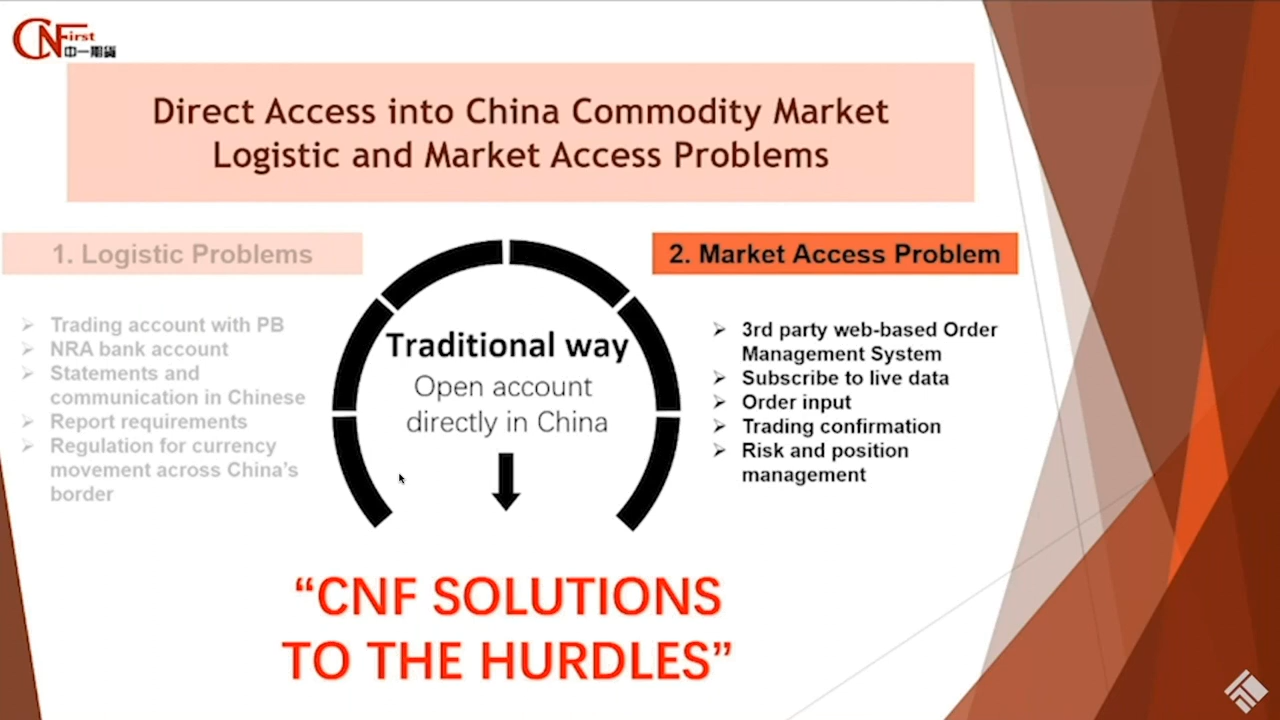 CNFirst
中一期貨
Direct Access into China Commodity Market
Logistic and Market Access Problems
1. Logistic Problems
Trading account with PB
NRA bank account
Statements and
communication in Chinese
Report requirements
Regulation for currency
movement across China's
border
Traditional way
Open account
directly in China
2. Market Access Problem
3rd party web-based Order
Management System
Subscribe to live data
Order input
Trading confirmation
Risk and position
management
“CNF SOLUTIONS
TO THE HURDLES”